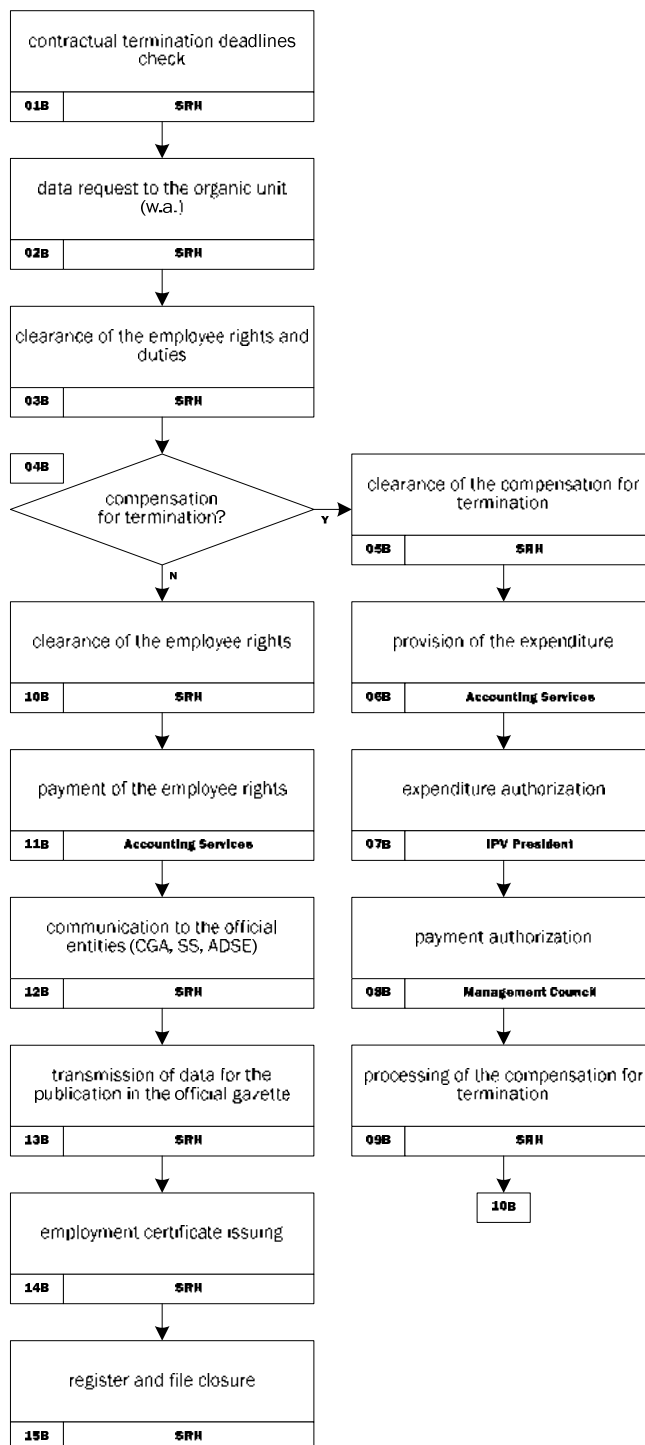 contractual termination deadlines
check
01B SRH
data request to the organic unit
(w.a.)
02B SRH
clearance of the employee rights and
duties
03B SRH
04B
compensation
for termination?
Y
N
clearance of the compensation for
termination
05B SRH
provision of the expenditure
06B Accounting Services
expenditure authorization
07B IPV President
payment authorization
08B Management Council
processing of the compensation for
termination
09B SRH
10B
clearance of the employee rights
10B SRH
payment of the employee rights
11B Accounting Services
communication to the official
entities (CGA, SS, ADSE)
12B SRH
transmission of data for the
publication in the official gazette
13B SRH
employment certificate issuing
14B SRH
register and file closure
15B SRH